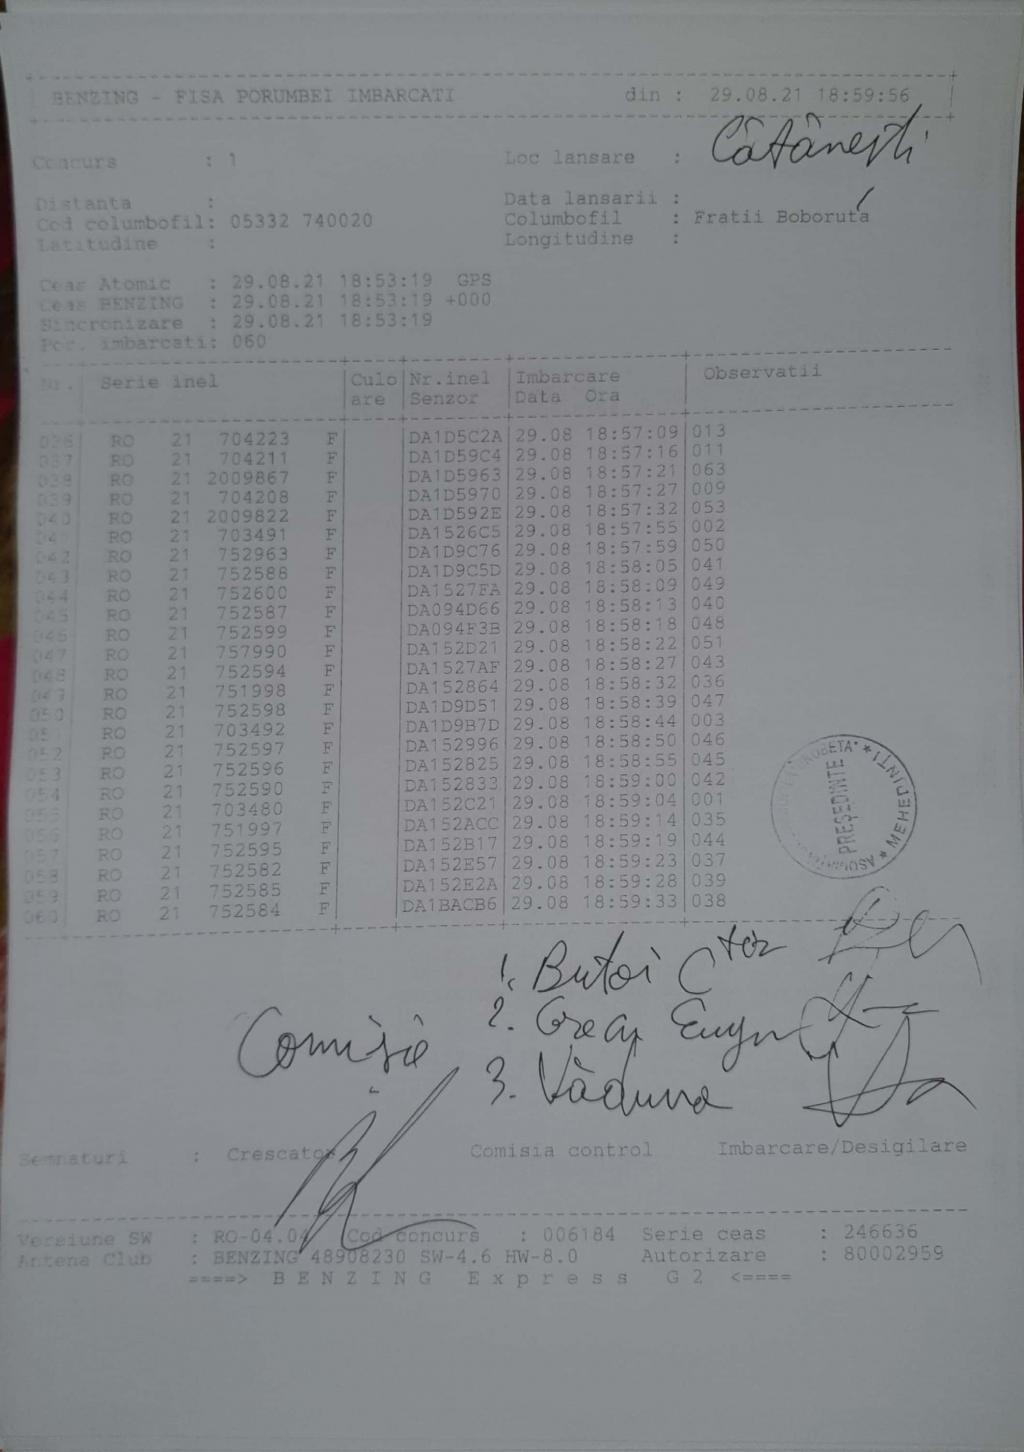 BENZING - FISA PORUMBEI IMBARCATI din : 29.08.21 18:59:56
Concurs : 1 Loc lansare : Cătănești
Distanta : Data lansarii :
Cod columbofil: 05332 740020 Columbofil : Fratii Boboruta
Latitudine : Longitudine :
Ceas Atomic : 29.08.21 18:53:19 GPS
Ceas BENZING : 29.08.21 18:53:19 +000
Sincronizare : 29.08.21 18:53:19
Por. imbarcati: 060
Nr. Serie inel Culo Nr.inel Imbarcare Observatii
are Senzor Data Ora
036 RO 21 704223 F DA1D5C2A 29.08 18:57:09 013
037 RO 21 704211 F DA1D59C4 29.08 18:57:16 011
038 RO 21 2009867 F DA1D5963 29.08 18:57:21 063
039 RO 21 704208 F DA1D5970 29.08 18:57:27 009
040 RO 21 2009822 F DA1D592E 29.08 18:57:32 053
041 RO 21 703491 F DA1526C5 29.08 18:57:55 002
042 RO 21 752963 F DA1D9C76 29.08 18:57:59 050
043 RO 21 752588 F DA1D9C5D 29.08 18:58:05 041
044 RO 21 752600 F DA1527FA 29.08 18:58:09 049
045 RO 21 752587 F DA094D66 29.08 18:58:13 040
046 RO 21 752599 F DA094F3B 29.08 18:58:18 048
047 RO 21 757990 F DA152D21 29.08 18:58:22 051
048 RO 21 752594 F DA1527AF 29.08 18:58:27 043
049 RO 21 751998 F DA152864 29.08 18:58:32 036
050 RO 21 752598 F DA1D9D51 29.08 18:58:39 047
051 RO 21 703492 F DA1D9B7D 29.08 18:58:44 003
052 RO 21 752597 F DA152996 29.08 18:58:50 046
053 RO 21 752596 F DA152825 29.08 18:58:55 045
054 RO 21 752590 F DA152833 29.08 18:59:00 042
055 RO 21 703480 F DA152C21 29.08 18:59:04 001
056 RO 21 751997 F DA152ACC 29.08 18:59:14 035
057 RO 21 752595 F DA152B17 29.08 18:59:19 044
058 RO 21 752582 F DA152E57 29.08 18:59:23 037
059 RO 21 752585 F DA152E2A 29.08 18:59:28 039
060 RO 21 752584 F DA1BACB6 29.08 18:59:33 038
PREȘEDINTE
MEHEDINȚI
1. Butoi
Comisie 2.
3.
Semnaturi : Crescator Comisia control Imbarcare/Desigilare
Versiune SW : RO-04.04 Cod concurs : 006184 Serie ceas : 246636
Antena Club : BENZING 48908230 SW-4.6 HW-8.0 Autorizare : 80002959
====> B E N Z I N G E x p r e s s G 2 <====